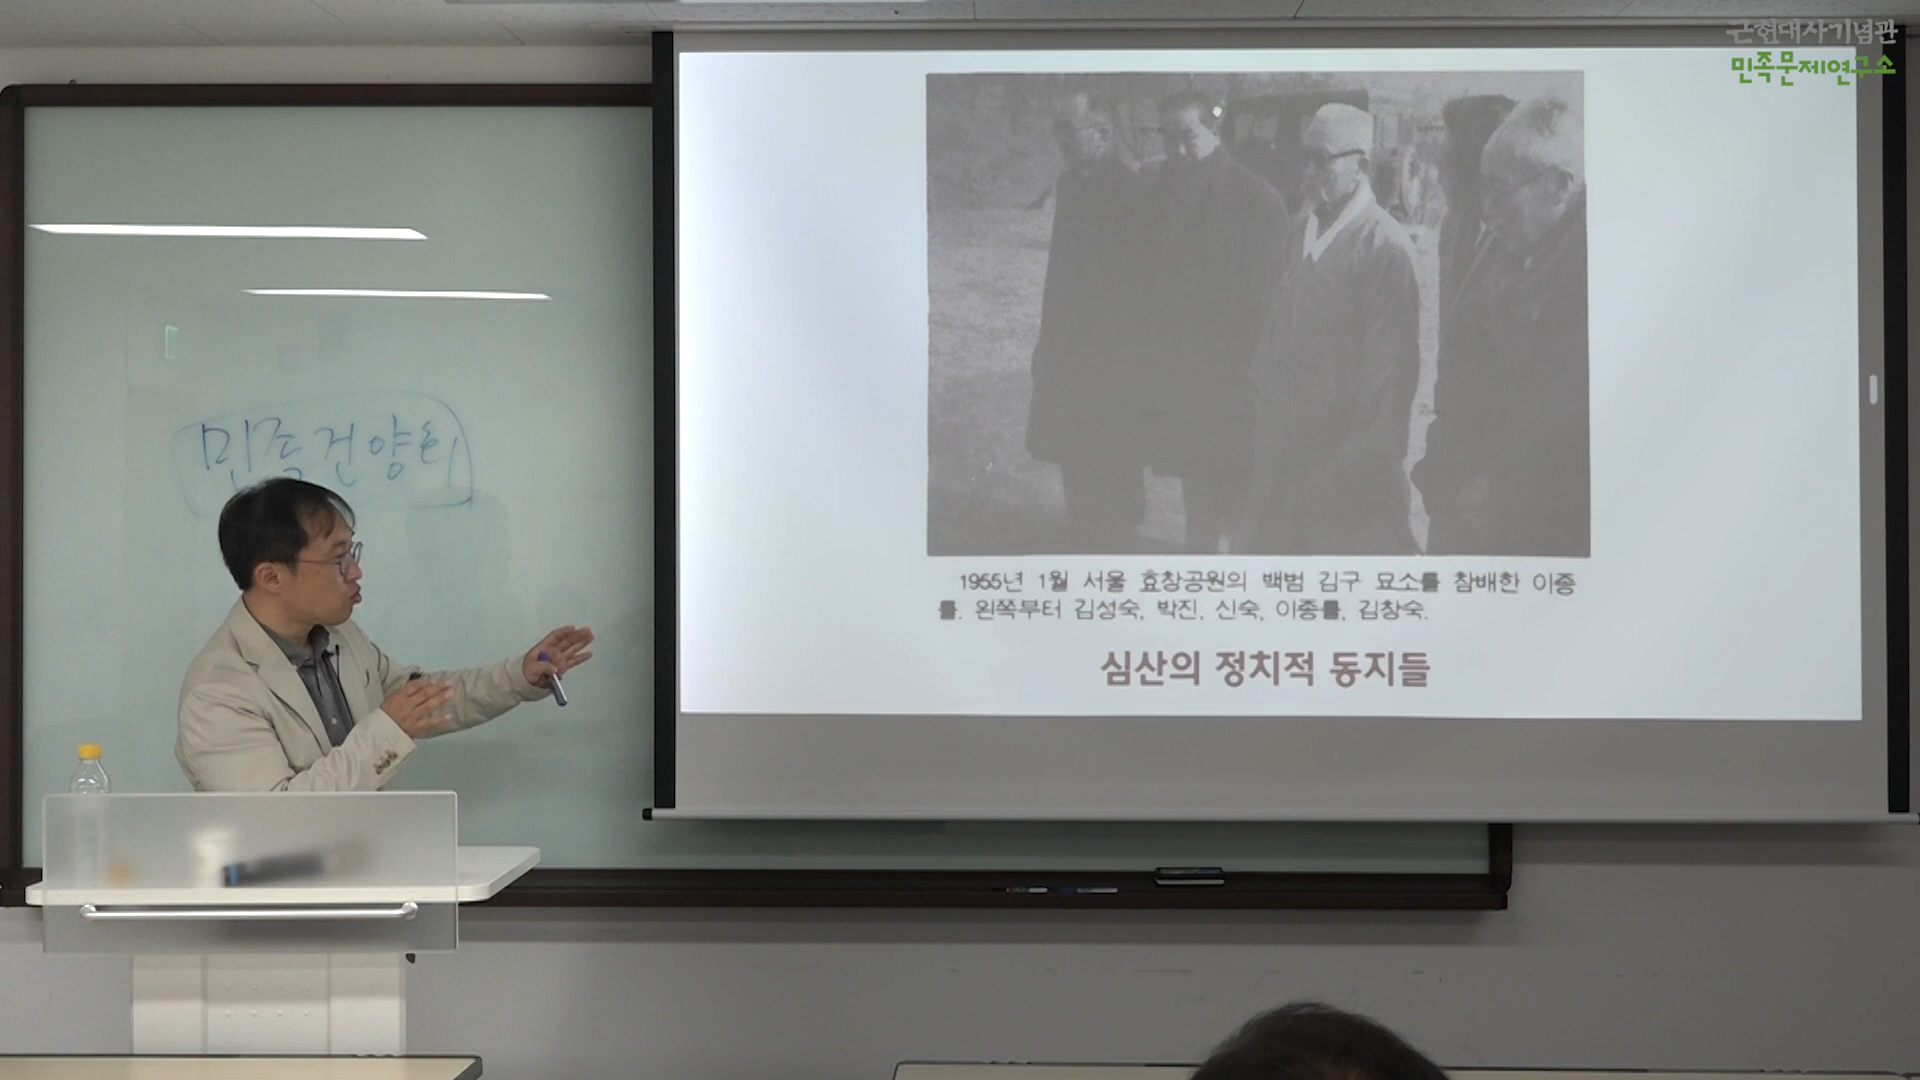 근현대사기념관
민족문제연구소
민족건양회
1955년 1월 서울 효창공원의 백범 김구 묘소를 참배한 이종
률. 왼쪽부터 김성숙, 박진, 신숙, 이종률, 김창숙.
심산의 정치적 동지들